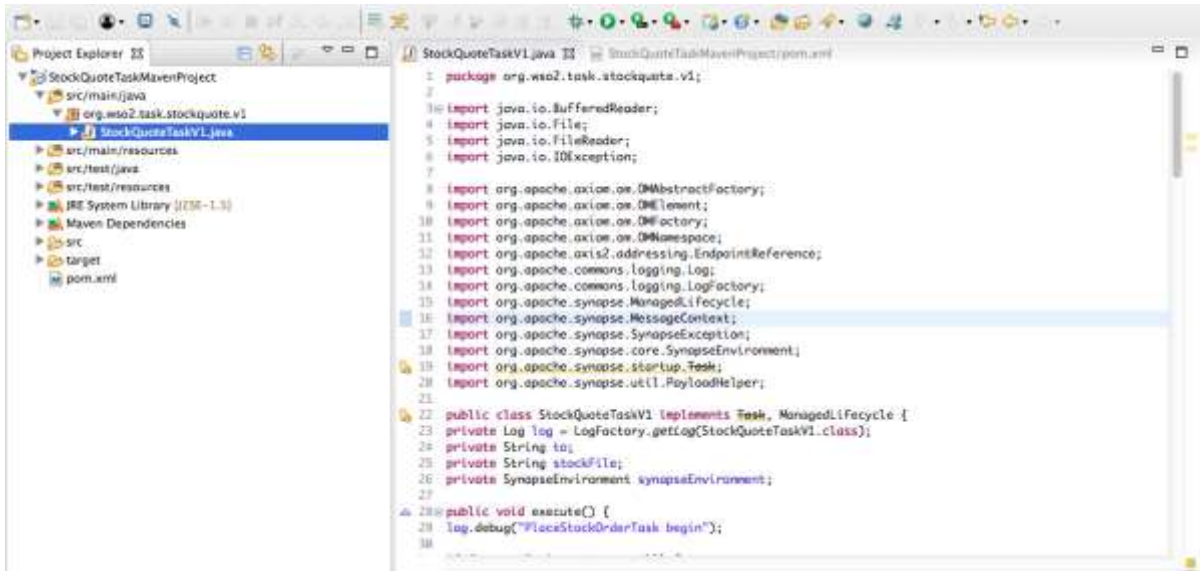 Project Explorer
StockQuoteTaskMavenProject
src/main/java
org.wso2.task.stockquote.v1
StockQuoteTaskV1.java
src/main/resources
src/test/java
src/test/resources
JRE System Library [J2SE-1.5]
Maven Dependencies
src
target
pom.xml
StockQuoteTaskV1.java StockQuoteTaskMavenProject/pom.xml
1 package org.wso2.task.stockquote.v1;
2
3 import java.io.BufferedReader;
4 import java.io.File;
5 import java.io.FileReader;
6 import java.io.IOException;
7
8 import org.apache.axiom.om.OMAbstractFactory;
9 import org.apache.axiom.om.OMElement;
10 import org.apache.axiom.om.OMFactory;
11 import org.apache.axiom.om.OMNamespace;
12 import org.apache.axis2.addressing.EndpointReference;
13 import org.apache.commons.logging.Log;
14 import org.apache.commons.logging.LogFactory;
15 import org.apache.synapse.ManagedLifecycle;
16 import org.apache.synapse.MessageContext;
17 import org.apache.synapse.SynapseException;
18 import org.apache.synapse.core.SynapseEnvironment;
19 import org.apache.synapse.startup.Task;
20 import org.apache.synapse.util.PayloadHelper;
21
22 public class StockQuoteTaskV1 implements Task, ManagedLifecycle {
23 private Log log = LogFactory.getLog(StockQuoteTaskV1.class);
24 private String to;
25 private String stockFile;
26 private SynapseEnvironment synapseEnvironment;
27
28 public void execute() {
29 log.debug("PlaceStockOrderTask begin");
30